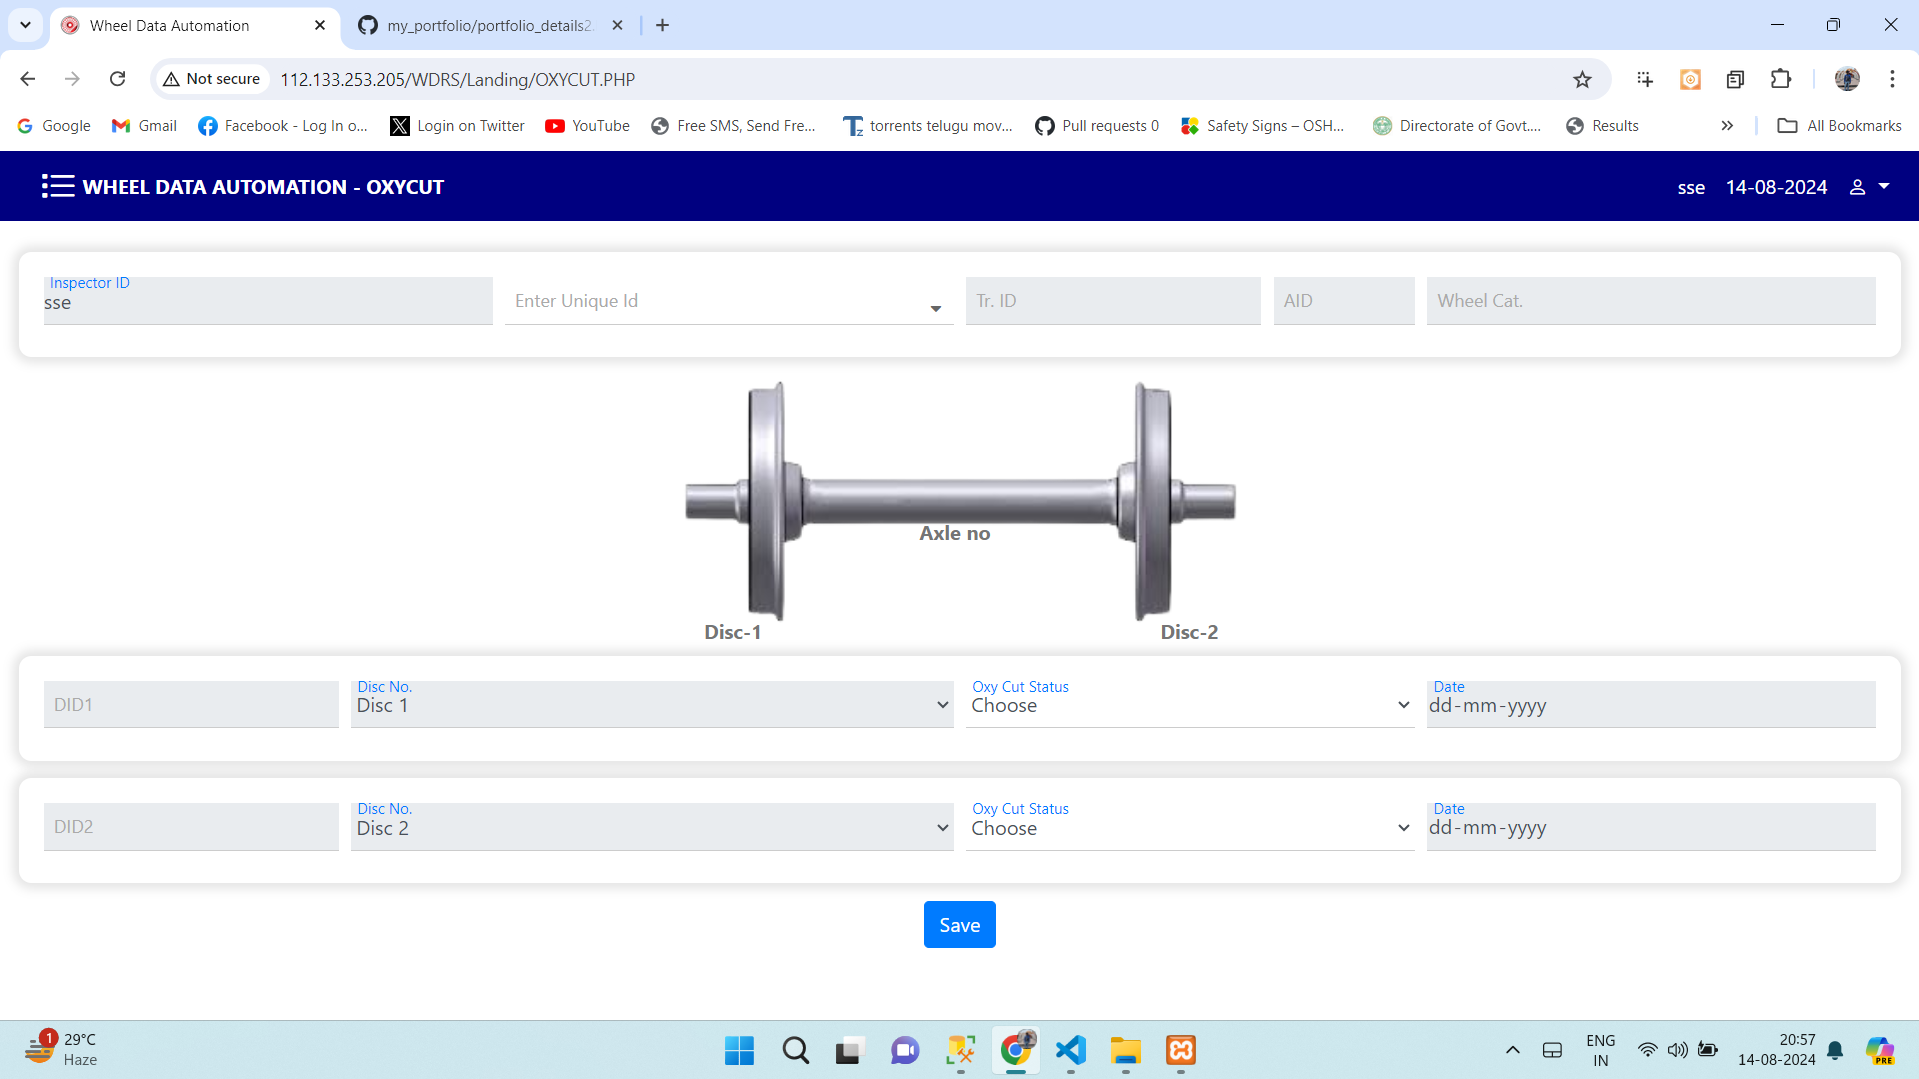 Wheel Data Automation
my_portfolio/portfolio_details2.
Not secure
112.133.253.205/WDRS/Landing/OXYCUT.PHP
Google
Gmail
Facebook - Log In o...
Login on Twitter
YouTube
Free SMS, Send Fre...
torrents telugu mov...
Pull requests 0
Safety Signs – OSH...
Directorate of Govt....
Results
All Bookmarks
WHEEL DATA AUTOMATION - OXYCUT
sse
14-08-2024
Inspector ID
sse
Enter Unique Id
Tr. ID
AID
Wheel Cat.
Axle no
Disc-1
Disc-2
DID1
Disc No.
Disc 1
Oxy Cut Status
Choose
Date
dd-mm-yyyy
DID2
Disc No.
Disc 2
Oxy Cut Status
Choose
Date
dd-mm-yyyy
Save
1
29°C
Haze
ENG
IN
20:57
14-08-2024
PRE